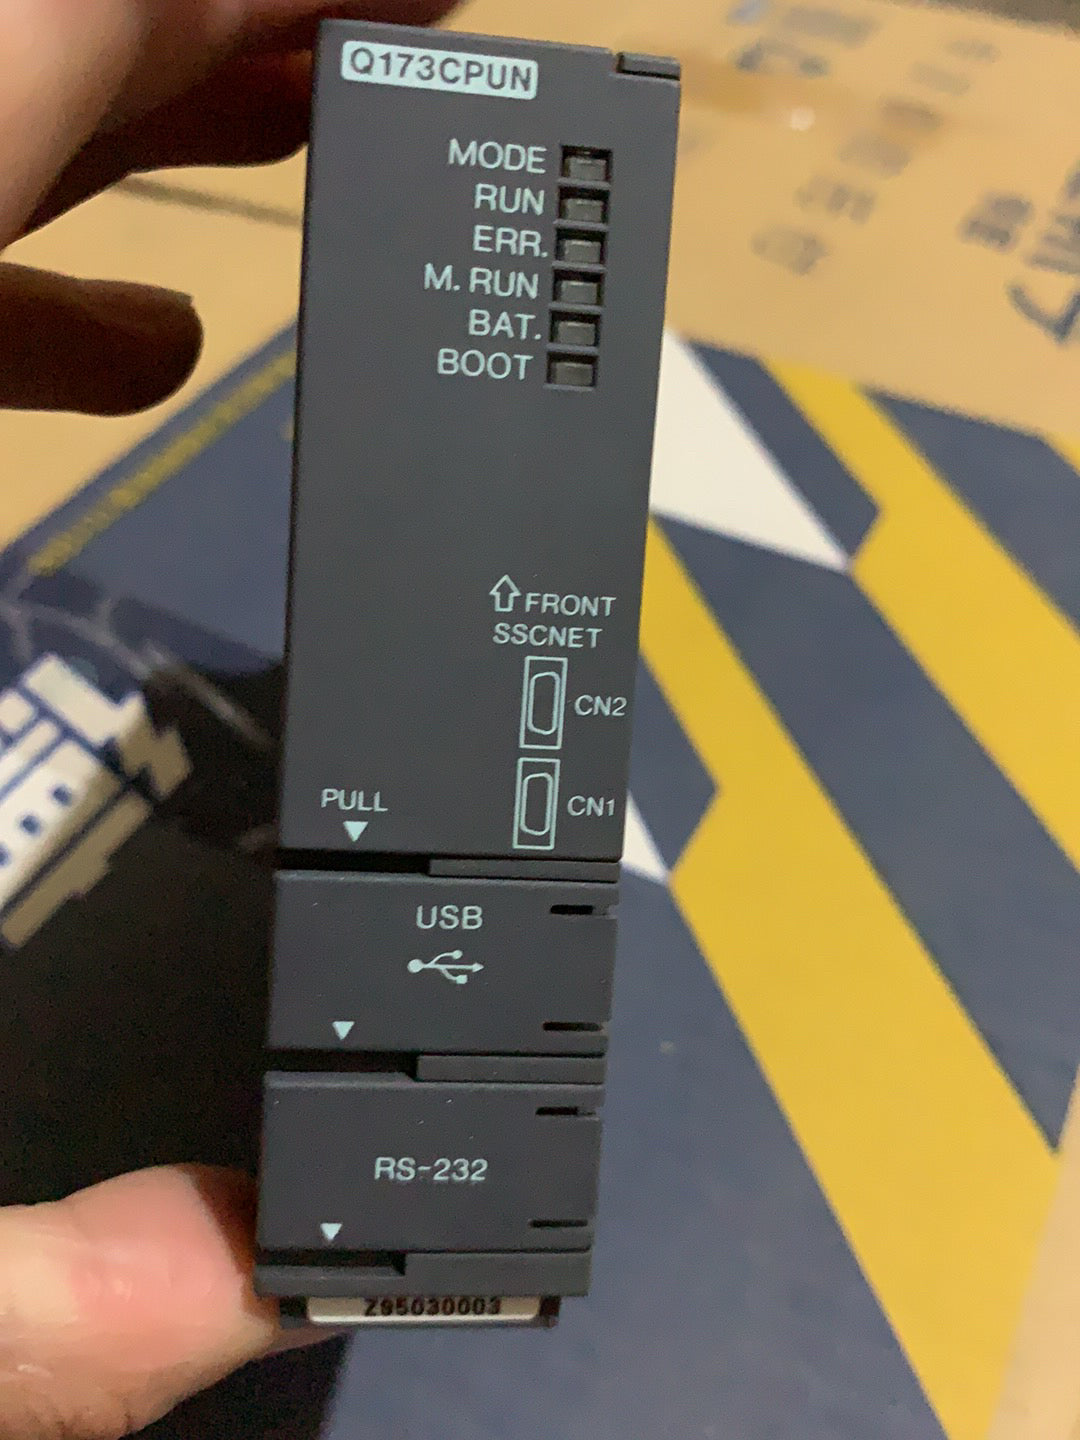 Q173CPUN
MODE
RUN
ERR.
M. RUN
BAT.
BOOT
FRONT
SSCNET
CN2
CN1
PULL
USB
RS-232
Z95030003